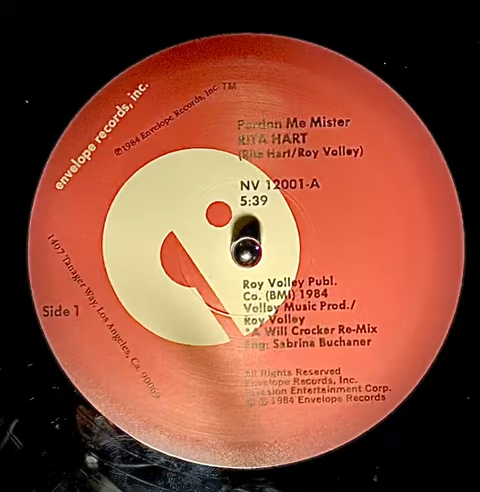 envelope records, inc.
℗1984 Envelope Records, Inc.™
Pardon Me Mister
RITA HART
(Rita Hart/Roy Volley)
NV 12001-A
5:39
Side 1
1407 Tanager Way, Los Angeles, Ca. 90069
Roy Volley Publ.
Co. (BMI) 1984
Volley Music Prod./
Roy Volley
*A Will Crocker Re-Mix
Eng: Sabrina Buchaner
All Rights Reserved
Envelope Records, Inc.
Invasion Entertainment Corp.
© ℗ 1984 Envelope Records